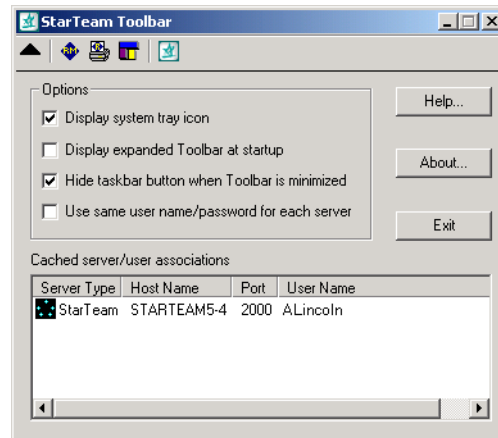 StarTeam Toolbar
RM
Options
Display system tray icon
Display expanded Toolbar at startup
Hide taskbar button when Toolbar is minimized
Use same user name/password for each server
Help...
About...
Exit
Cached server/user associations
Server Type Host Name Port User Name
StarTeam STARTEAM5-4 2000 ALincoln